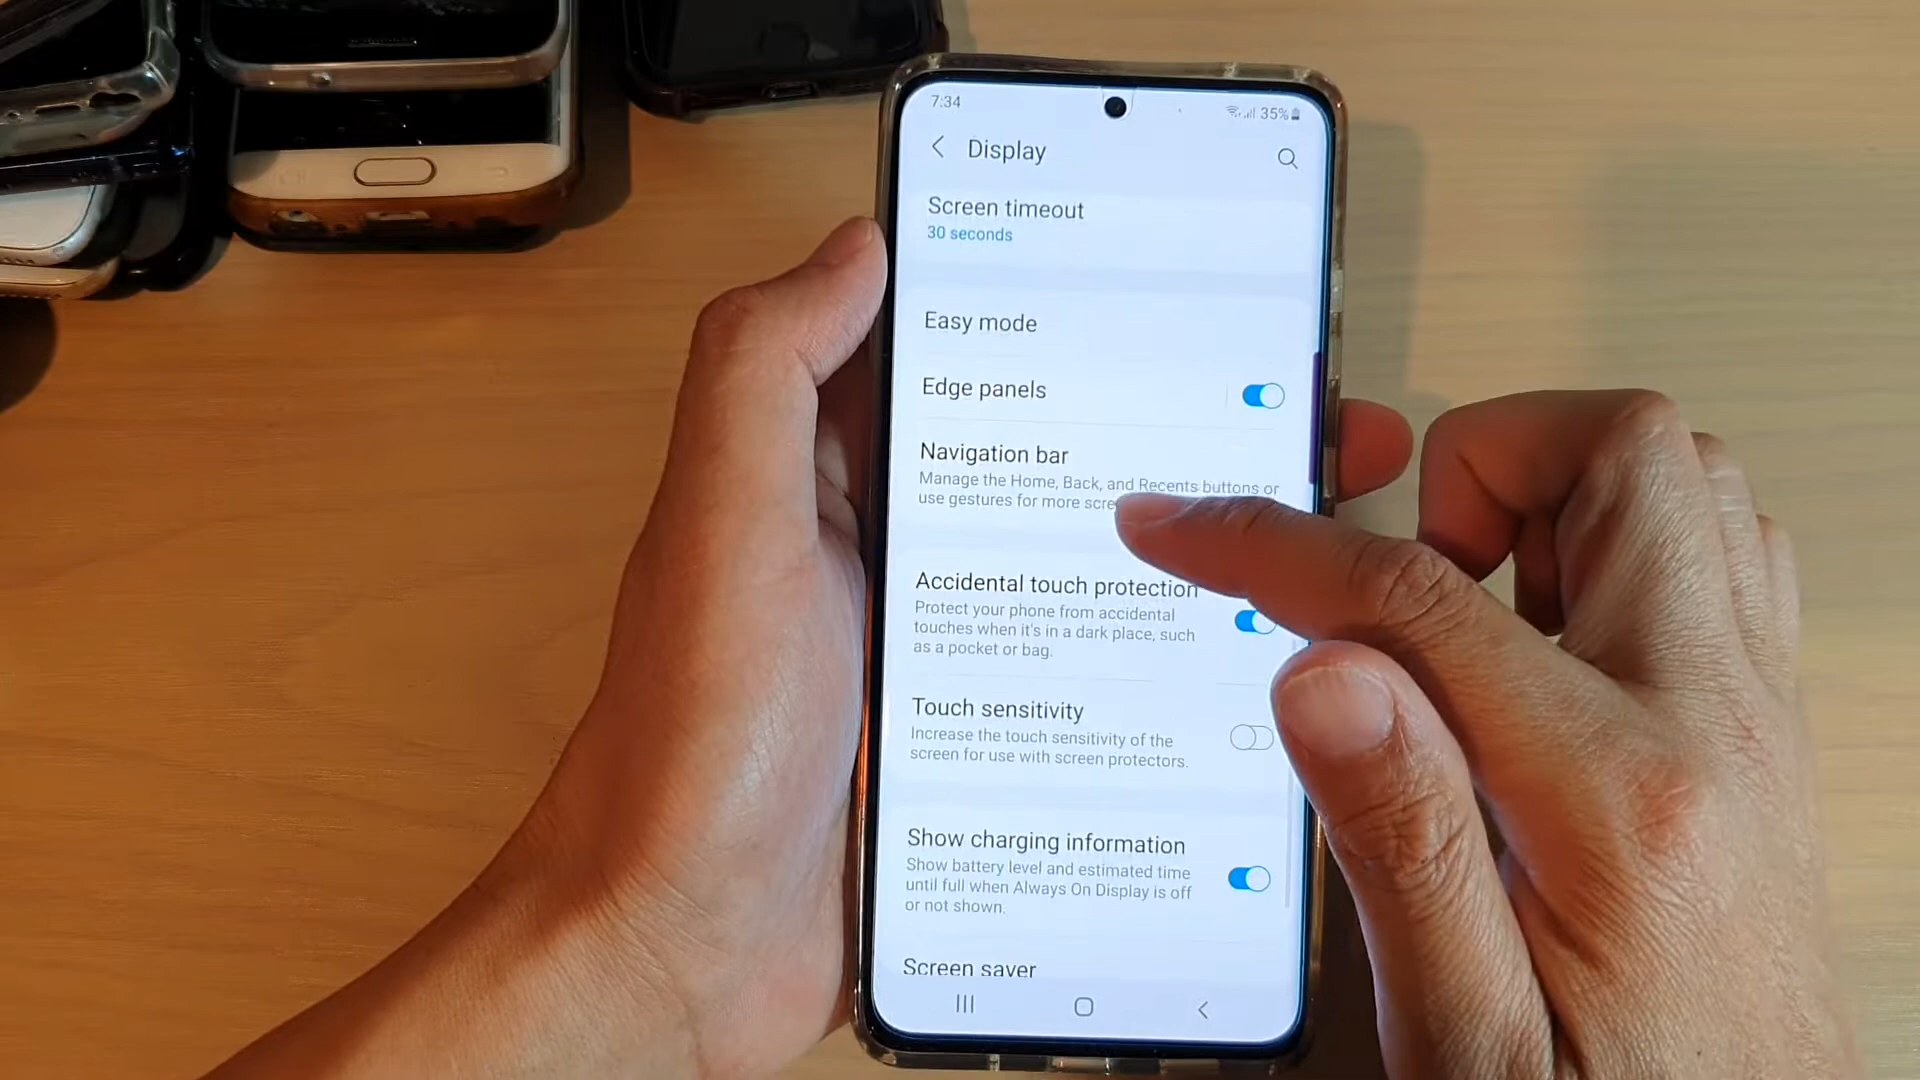 7:34
35%
Display
Screen timeout
30 seconds
Easy mode
Edge panels
Navigation bar
Manage the Home, Back, and Recents buttons or
use gestures for more
Accidental touch protection
Protect your phone from accidental
touches when it's in a dark place, such
as a pocket or bag.
Touch sensitivity
Increase the touch sensitivity of the
screen for use with screen protectors.
Show charging information
Show battery level and estimated time
until full when Always On Display is off
or not shown.
Screen saver